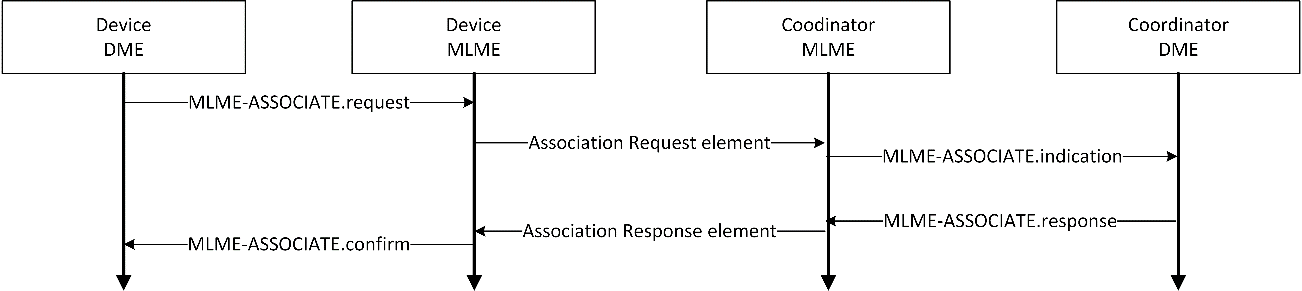 Device
DME
Device
MLME
Coodinator
MLME
Coordinator
DME
MLME-ASSOCIATE.request
Association Request element
MLME-ASSOCIATE.indication
MLME-ASSOCIATE.response
Association Response element
MLME-ASSOCIATE.confirm